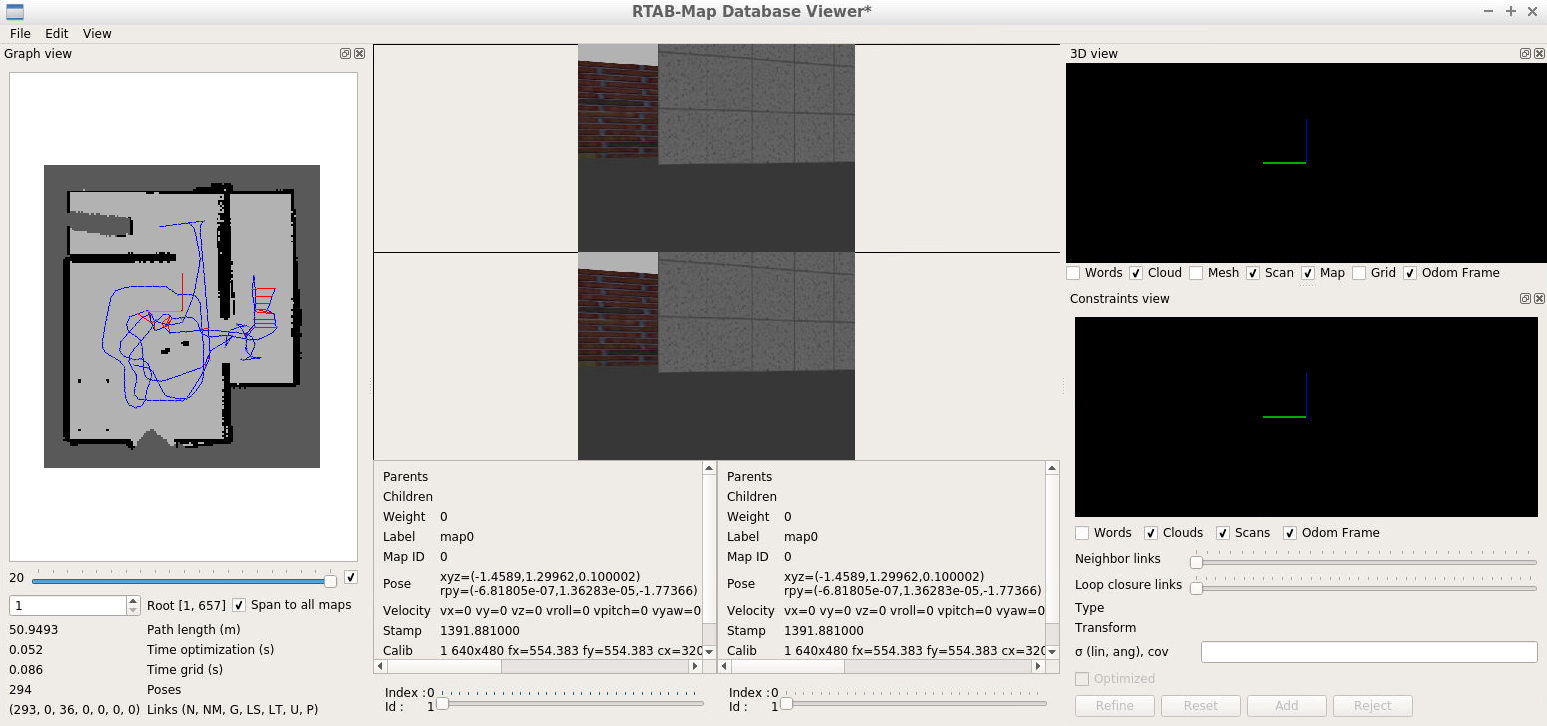 RTAB-Map Database Viewer*
File Edit View
Graph view
20
1 Root [1, 657] Span to all maps
50.9493 Path length (m)
0.052 Time optimization (s)
0.086 Time grid (s)
294 Poses
(293, 0, 36, 0, 0, 0, 0) Links (N, NM, G, LS, LT, U, P)
Parents
Children
Weight 0
Label map0
Map ID 0
Pose xyz=(-1.4589,1.29962,0.100002)
rpy=(-6.81805e-07,1.36283e-05,-1.77366)
Velocity vx=0 vy=0 vz=0 vroll=0 vpitch=0 vyaw=0
Stamp 1391.881000
Calib 1 640x480 fx=554.383 fy=554.383 cx=320
Index : 0
Id : 1
Parents
Children
Weight 0
Label map0
Map ID 0
Pose xyz=(-1.4589,1.29962,0.100002)
rpy=(-6.81805e-07,1.36283e-05,-1.77366)
Velocity vx=0 vy=0 vz=0 vroll=0 vpitch=0 vyaw=0
Stamp 1391.881000
Calib 1 640x480 fx=554.383 fy=554.383 cx=320
Index : 0
Id : 1
3D view
Words Cloud Mesh Scan Map Grid Odom Frame
Constraints view
Words Clouds Scans Odom Frame
Neighbor links
Loop closure links
Type
Transform
σ (lin, ang), cov
Optimized
Refine Reset Add Reject